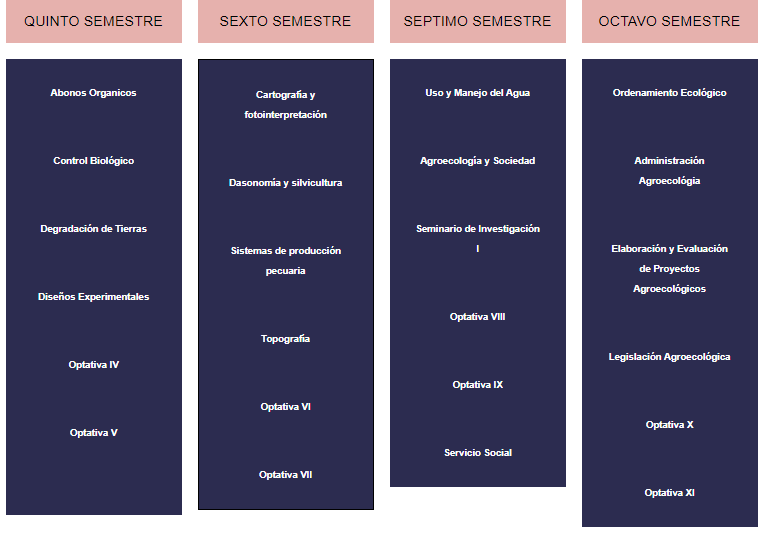 QUINTO SEMESTRE
Abonos Organicos
Control Biológico
Degradación de Tierras
Diseños Experimentales
Optativa IV
Optativa V
SEXTO SEMESTRE
Cartografía y
fotointerpretación
Dasonomía y silvicultura
Sistemas de producción
pecuaria
Topografía
Optativa VI
Optativa VII
SEPTIMO SEMESTRE
Uso y Manejo del Agua
Agroecología y Sociedad
Seminario de Investigación
I
Optativa VIII
Optativa IX
Servicio Social
OCTAVO SEMESTRE
Ordenamiento Ecológico
Administración
Agroecológia
Elaboración y Evaluación
de Proyectos
Agroecológicos
Legislación Agroecológica
Optativa X
Optativa XI